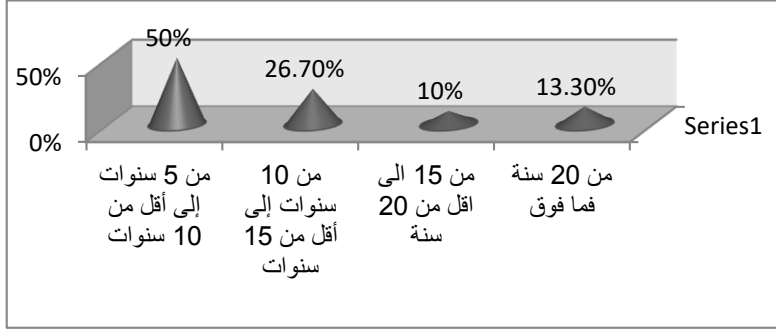 50%
26.70%
10%
13.30%
50%
0%
Series1
من 5 سنوات
إلى أقل من
10 سنوات
من 10
سنوات إلى
أقل من 15
سنوات
من 15 الى
اقل من 20
سنة
من 20 سنة
فما فوق